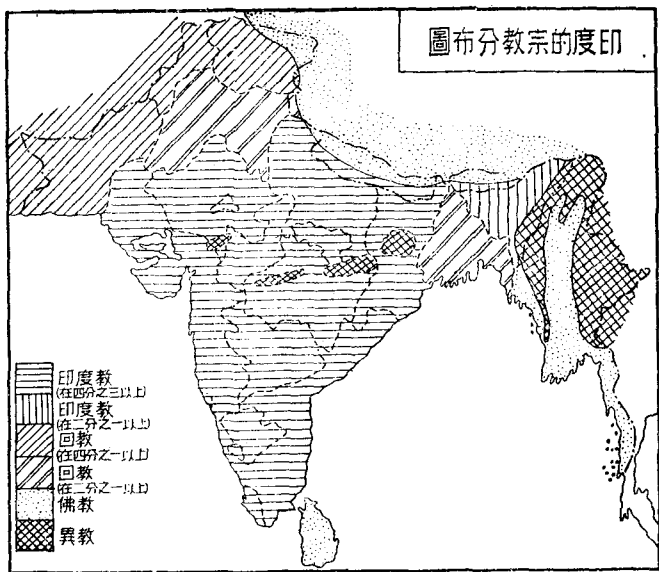 印度的宗教分布圖
印度教
(在四分之三以上)
印度教
(在二分之一以上)
回教
(在四分之三以上)
回教
(在二分之一以上)
佛教
異教